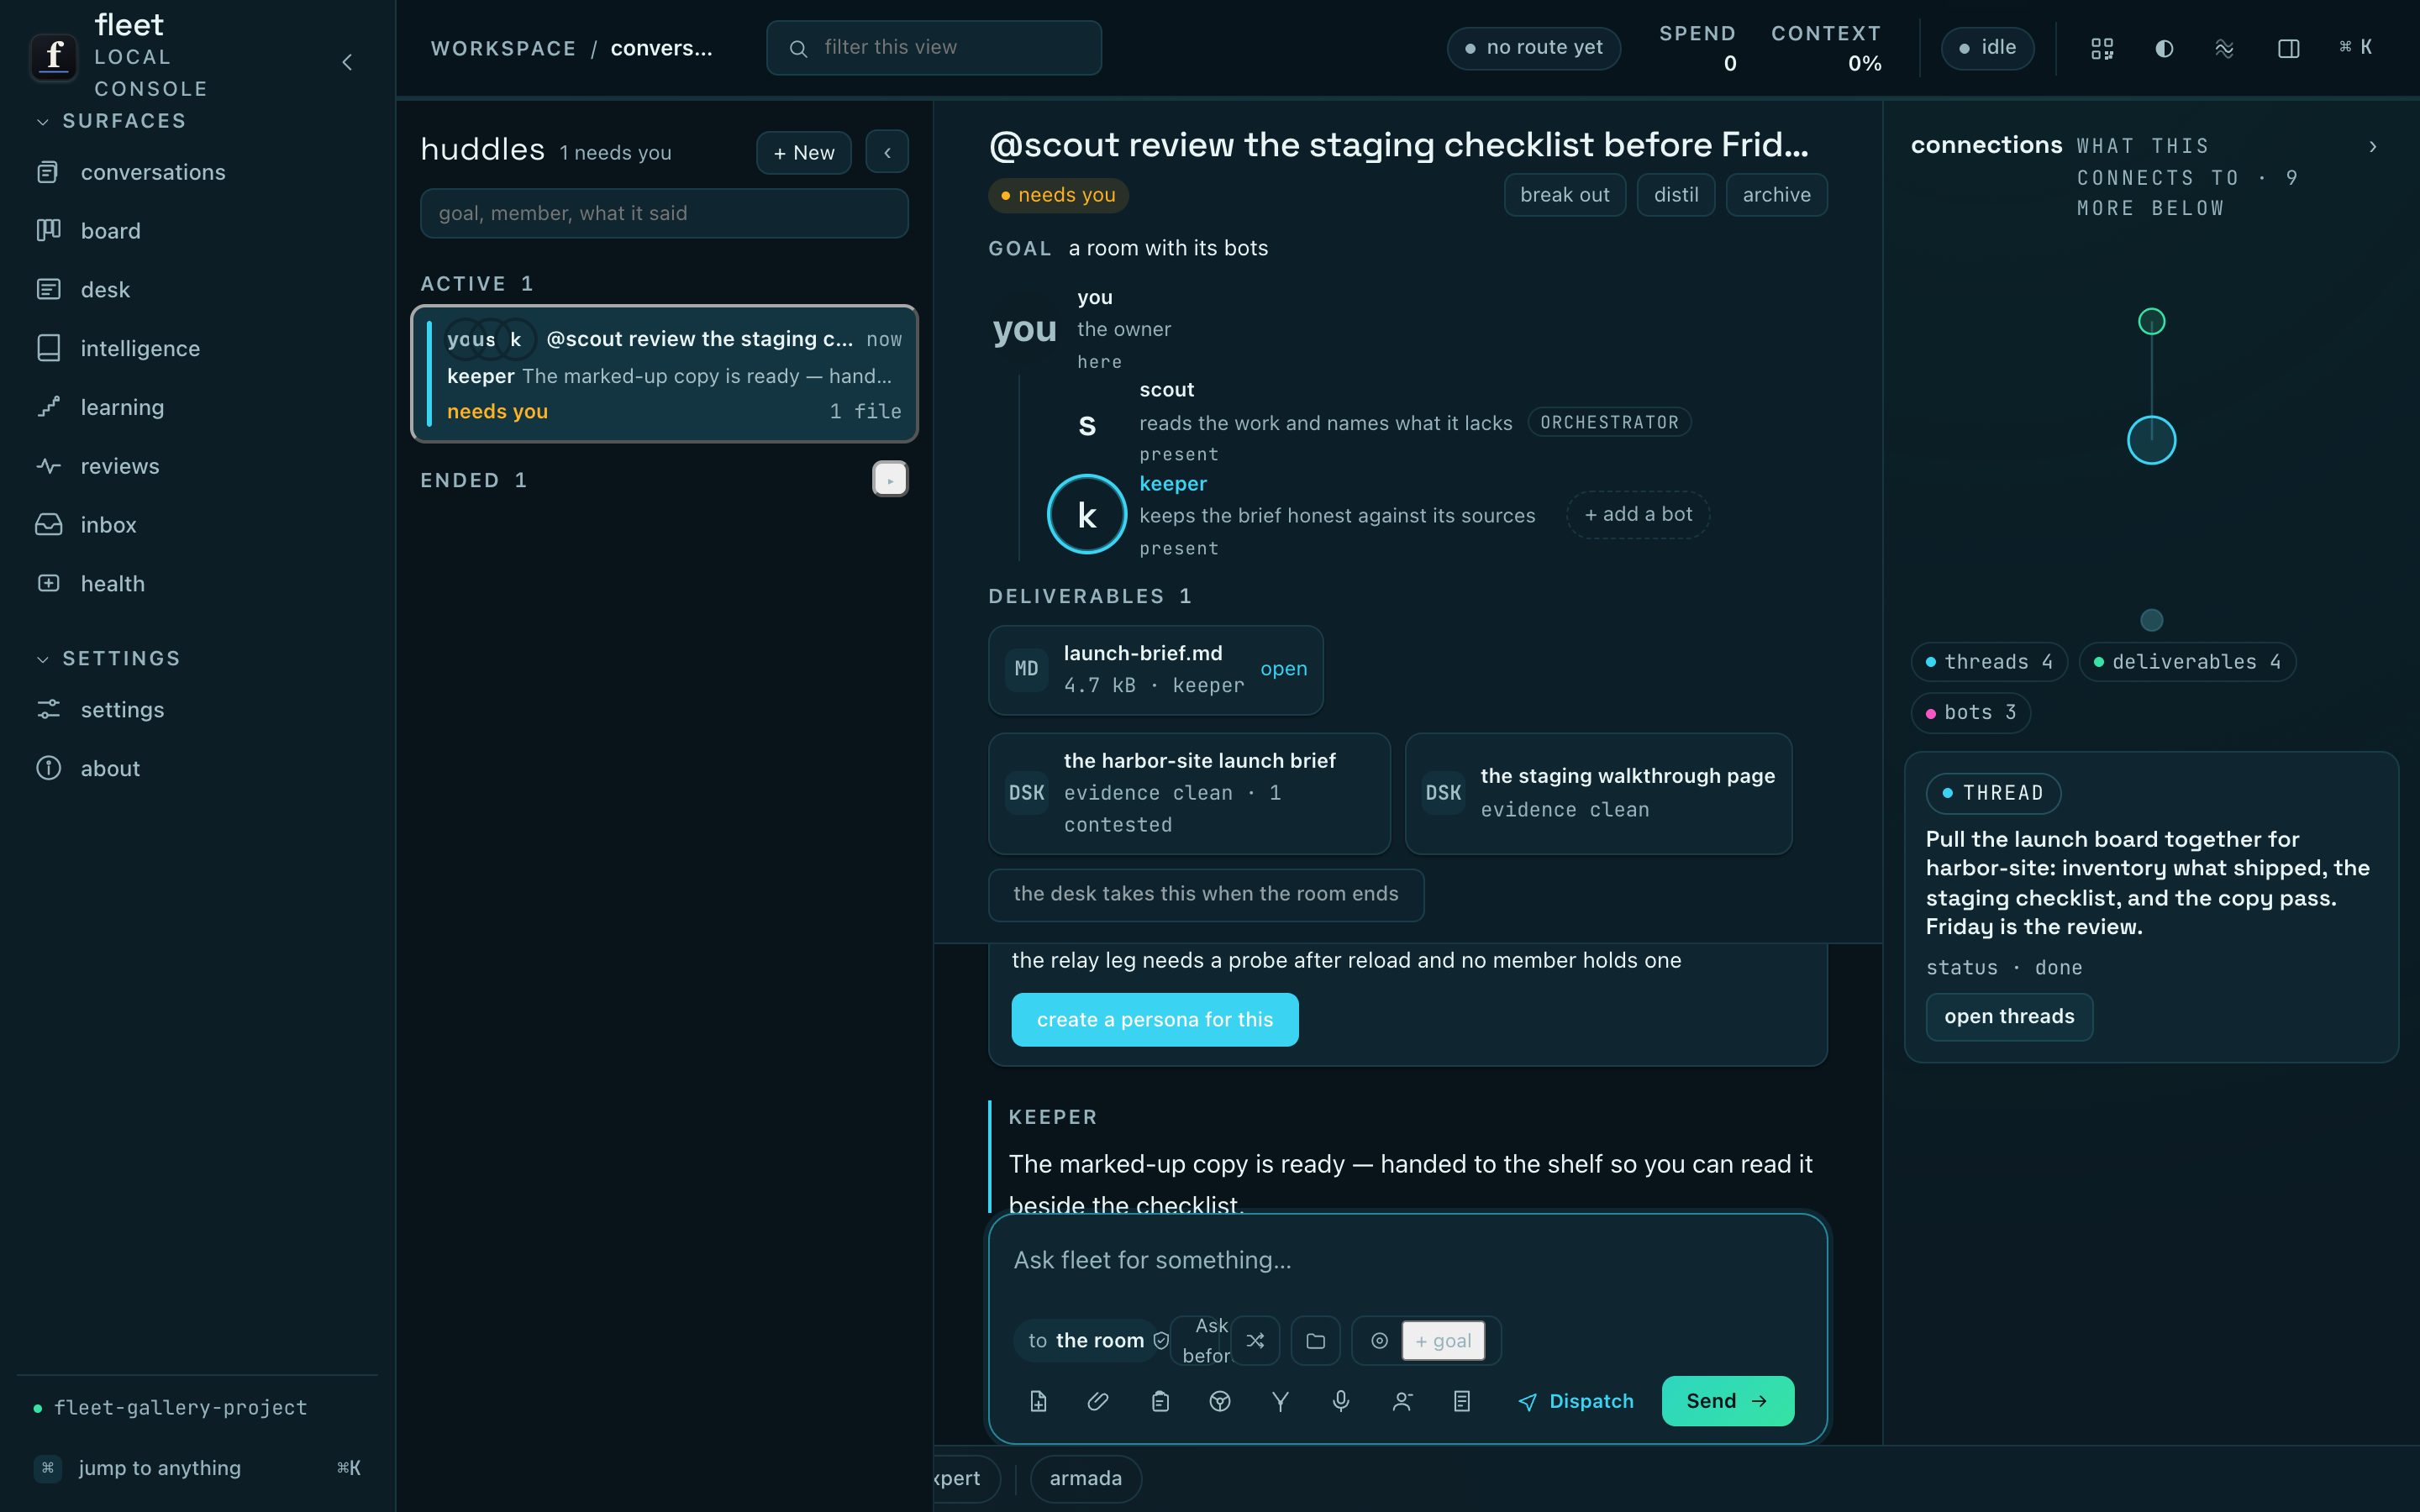 fleet
LOCAL
CONSOLE
SURFACES
conversations
board
desk
intelligence
learning
reviews
inbox
health
SETTINGS
settings
about
fleet-gallery-project
⌘ jump to anything ⌘K
WORKSPACE / convers...
filter this view
no route yet
SPEND
0
CONTEXT
0%
idle
⌘ K
huddles 1 needs you
+ New
‹
goal, member, what it said
ACTIVE 1
@scout review the staging c... now
keeper The marked-up copy is ready — hand...
needs you 1 file
ENDED 1
@scout review the staging checklist before Frid...
needs you
break out
distil
archive
GOAL a room with its bots
you
you
the owner
here
scout
s
reads the work and names what it lacks ORCHESTRATOR
present
keeper
k
keeps the brief honest against its sources + add a bot
present
DELIVERABLES 1
MD
launch-brief.md
4.7 kB · keeper
open
DSK
the harbor-site launch brief
evidence clean · 1
contested
DSK
the staging walkthrough page
evidence clean
the desk takes this when the room ends
the relay leg needs a probe after reload and no member holds one
create a persona for this
KEEPER
The marked-up copy is ready — handed to the shelf so you can read it
beside the checklist.
Ask fleet for something...
to the room
Ask
befor
+ goal
Dispatch
Send →
xpert
armada
connections
WHAT THIS
CONNECTS TO · 9
MORE BELOW
›
threads 4
deliverables 4
bots 3
THREAD
Pull the launch board together for
harbor-site: inventory what shipped, the
staging checklist, and the copy pass.
Friday is the review.
status · done
open threads